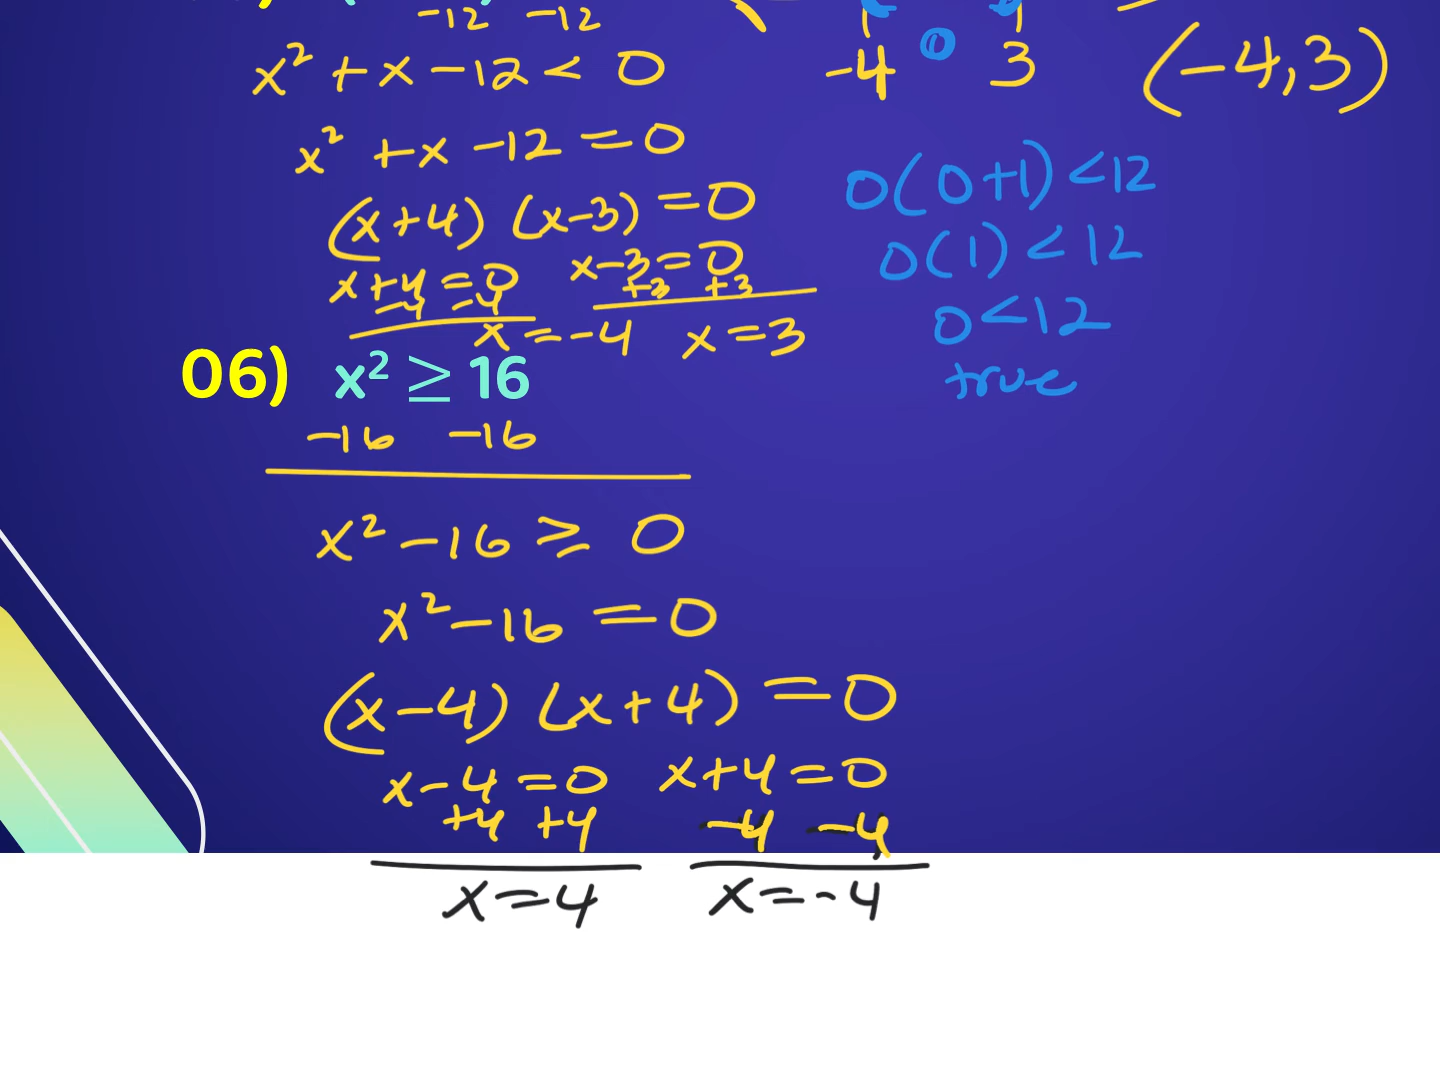 -12 -12
x² + x - 12 < 0
-4 0 3
(-4,3)
x² + x - 12 = 0
(x+4) (x-3) = 0
x+4=0 x-3=0
-4 -4 +3 +3
x=-4 x=3
0(0+1) <12
0(1) < 12
0<12
true
06) x² ≥ 16
-16 -16
x² - 16 ≥ 0
x² - 16 = 0
(x-4) (x+4) = 0
x-4=0 x+4=0
+4 +4 -4 -4
x=4 x=-4